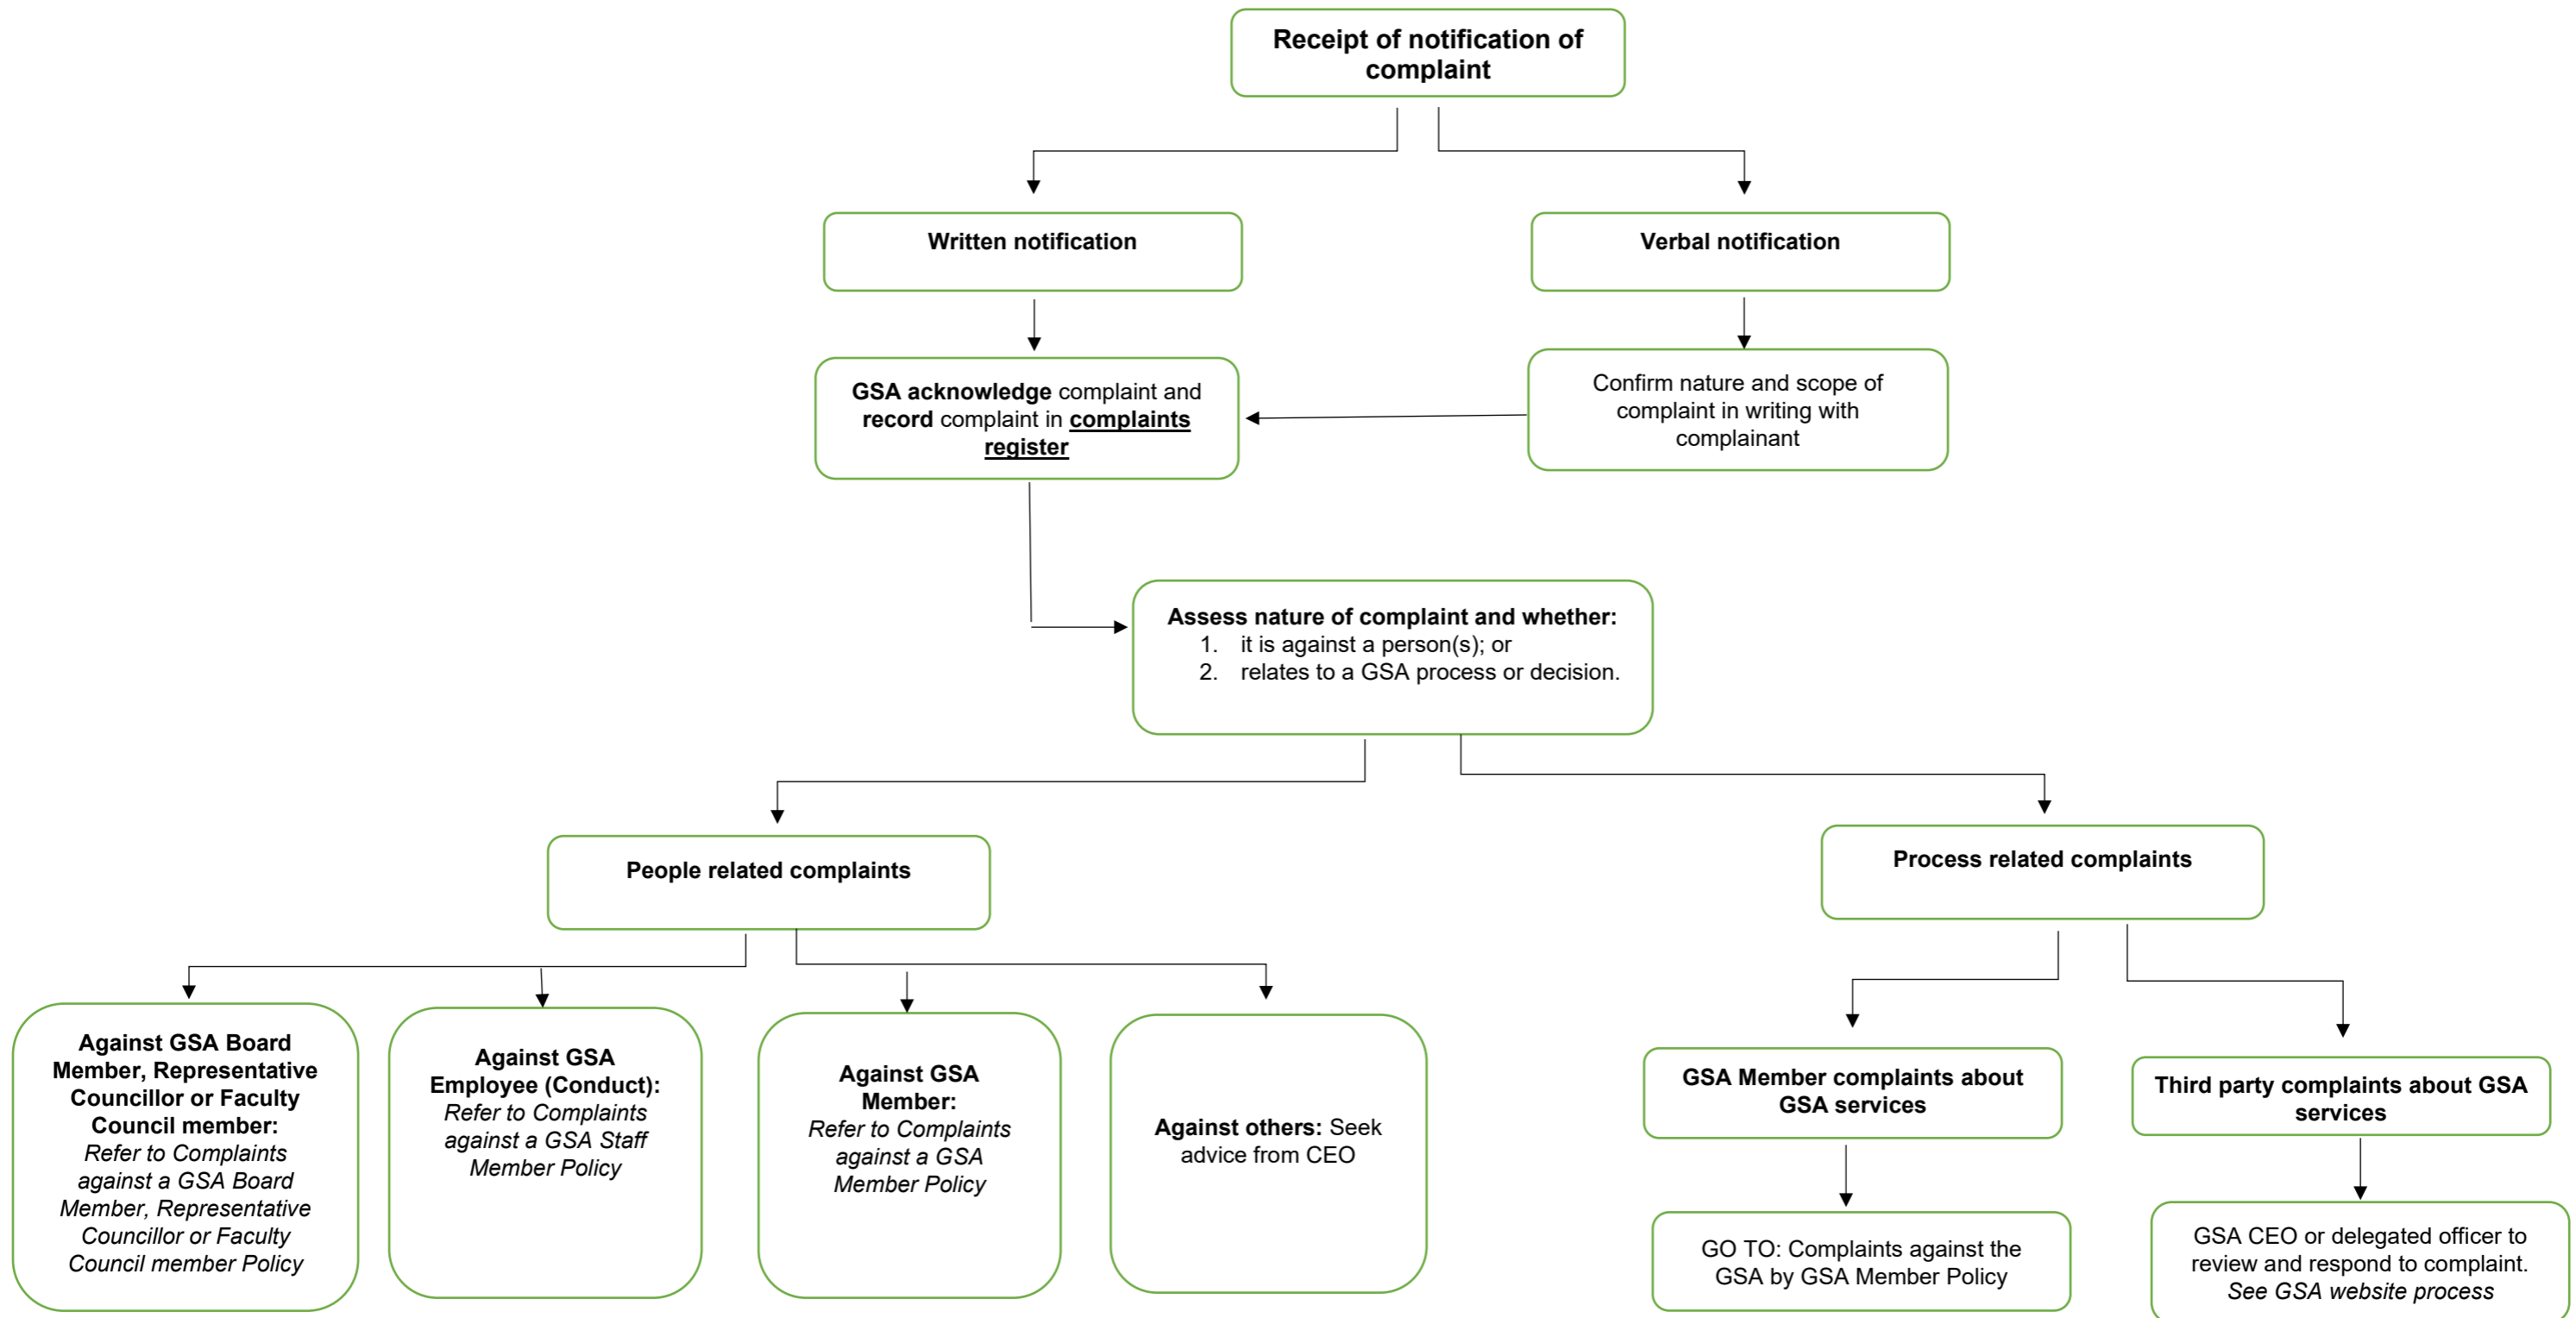 Receipt of notification of
complaint
Written notification
Verbal notification
GSA acknowledge complaint and
record complaint in complaints
register
Confirm nature and scope of
complaint in writing with
complainant
Assess nature of complaint and whether:
1. it is against a person(s); or
2. relates to a GSA process or decision.
People related complaints
Process related complaints
Against GSA Board
Member, Representative
Councillor or Faculty
Council member:
Refer to Complaints
against a GSA Board
Member, Representative
Councillor or Faculty
Council member Policy
Against GSA
Employee (Conduct):
Refer to Complaints
against a GSA Staff
Member Policy
Against GSA
Member:
Refer to Complaints
against a GSA
Member Policy
Against others: Seek
advice from CEO
GSA Member complaints about
GSA services
Third party complaints about GSA
services
GO TO: Complaints against the
GSA by GSA Member Policy
GSA CEO or delegated officer to
review and respond to complaint.
See GSA website process